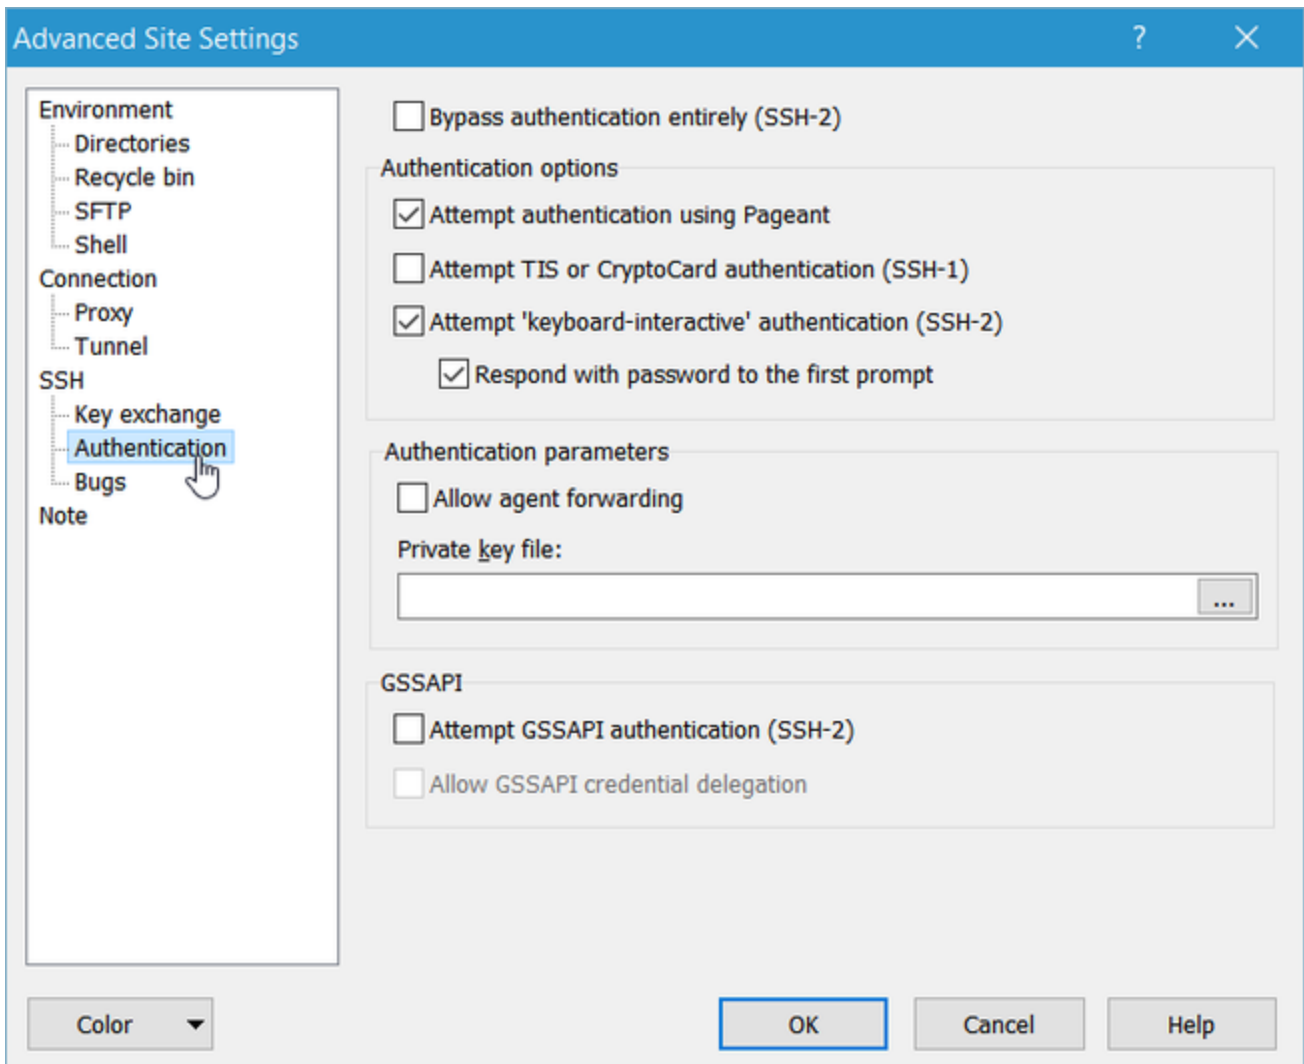 Advanced Site Settings
?
Environment
Directories
Recycle bin
SFTP
Shell
Connection
Proxy
Tunnel
SSH
Key exchange
Authentication
Bugs
Note
Bypass authentication entirely (SSH-2)
Authentication options
Attempt authentication using Pageant
Attempt TIS or CryptoCard authentication (SSH-1)
Attempt 'keyboard-interactive' authentication (SSH-2)
Respond with password to the first prompt
Authentication parameters
Allow agent forwarding
Private key file:
...
GSSAPI
Attempt GSSAPI authentication (SSH-2)
Allow GSSAPI credential delegation
Color
OK
Cancel
Help